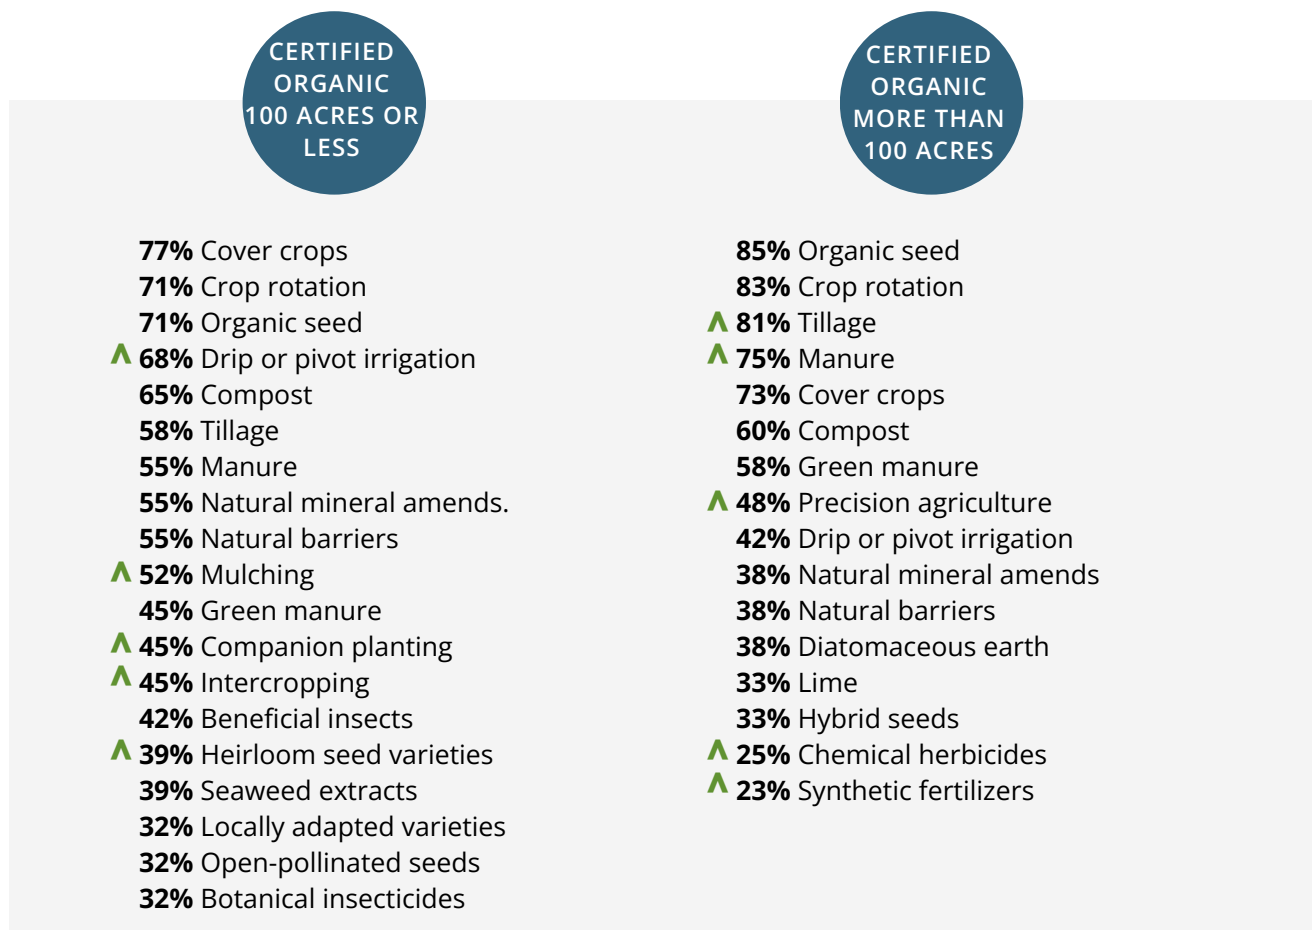 CERTIFIED
ORGANIC
100 ACRES OR
LESS
77% Cover crops
71% Crop rotation
71% Organic seed
^ 68% Drip or pivot irrigation
65% Compost
58% Tillage
55% Manure
55% Natural mineral amends.
55% Natural barriers
^ 52% Mulching
45% Green manure
^ 45% Companion planting
^ 45% Intercropping
42% Beneficial insects
^ 39% Heirloom seed varieties
39% Seaweed extracts
32% Locally adapted varieties
32% Open-pollinated seeds
32% Botanical insecticides
CERTIFIED
ORGANIC
MORE THAN
100 ACRES
85% Organic seed
83% Crop rotation
^ 81% Tillage
^ 75% Manure
73% Cover crops
60% Compost
58% Green manure
^ 48% Precision agriculture
42% Drip or pivot irrigation
38% Natural mineral amends
38% Natural barriers
38% Diatomaceous earth
33% Lime
33% Hybrid seeds
^ 25% Chemical herbicides
^ 23% Synthetic fertilizers